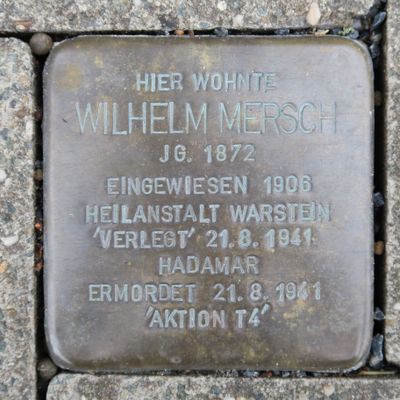 HIER WOHNTE
WILHELM MERSCH
JG. 1872
EINGEWIESEN 1906
HEILANSTALT WARSTEIN
'VERLEGT' 21.8.1941
HADAMAR
ERMORDET 21.8.1941
'AKTION T4'